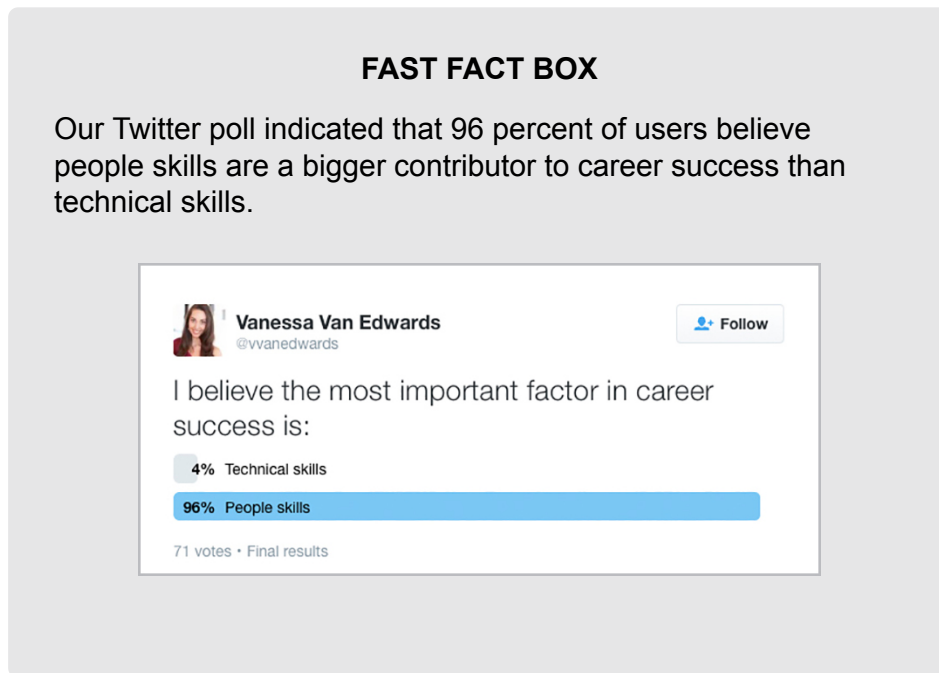 FAST FACT BOX
Our Twitter poll indicated that 96 percent of users believe
people skills are a bigger contributor to career success than
technical skills.
Vanessa Van Edwards
@vvanedwards
Follow
I believe the most important factor in career
success is:
4% Technical skills
96% People skills
71 votes • Final results